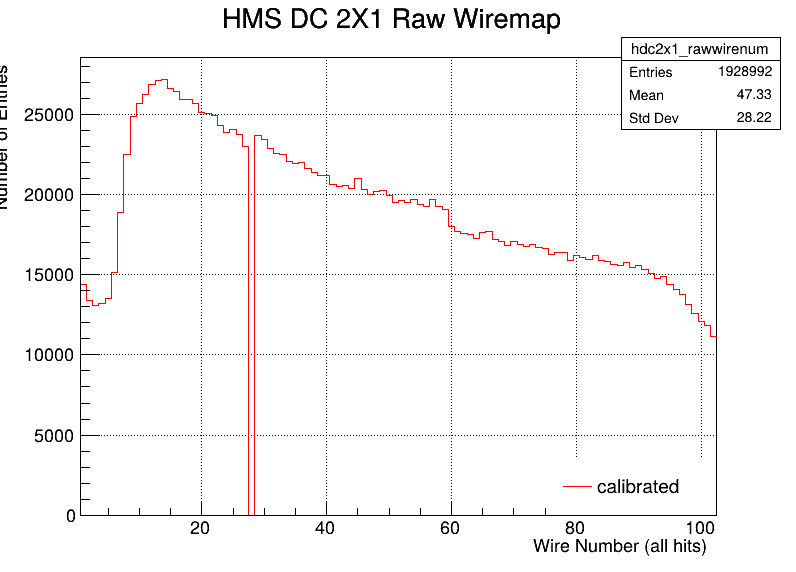 HMS DC 2X1 Raw Wiremap
hdc2x1_rawwirenum
Entries 1928992
Mean 47.33
Std Dev 28.22
Number of Entries
25000
20000
15000
10000
5000
0
calibrated
20 40 60 80 100
Wire Number (all hits)